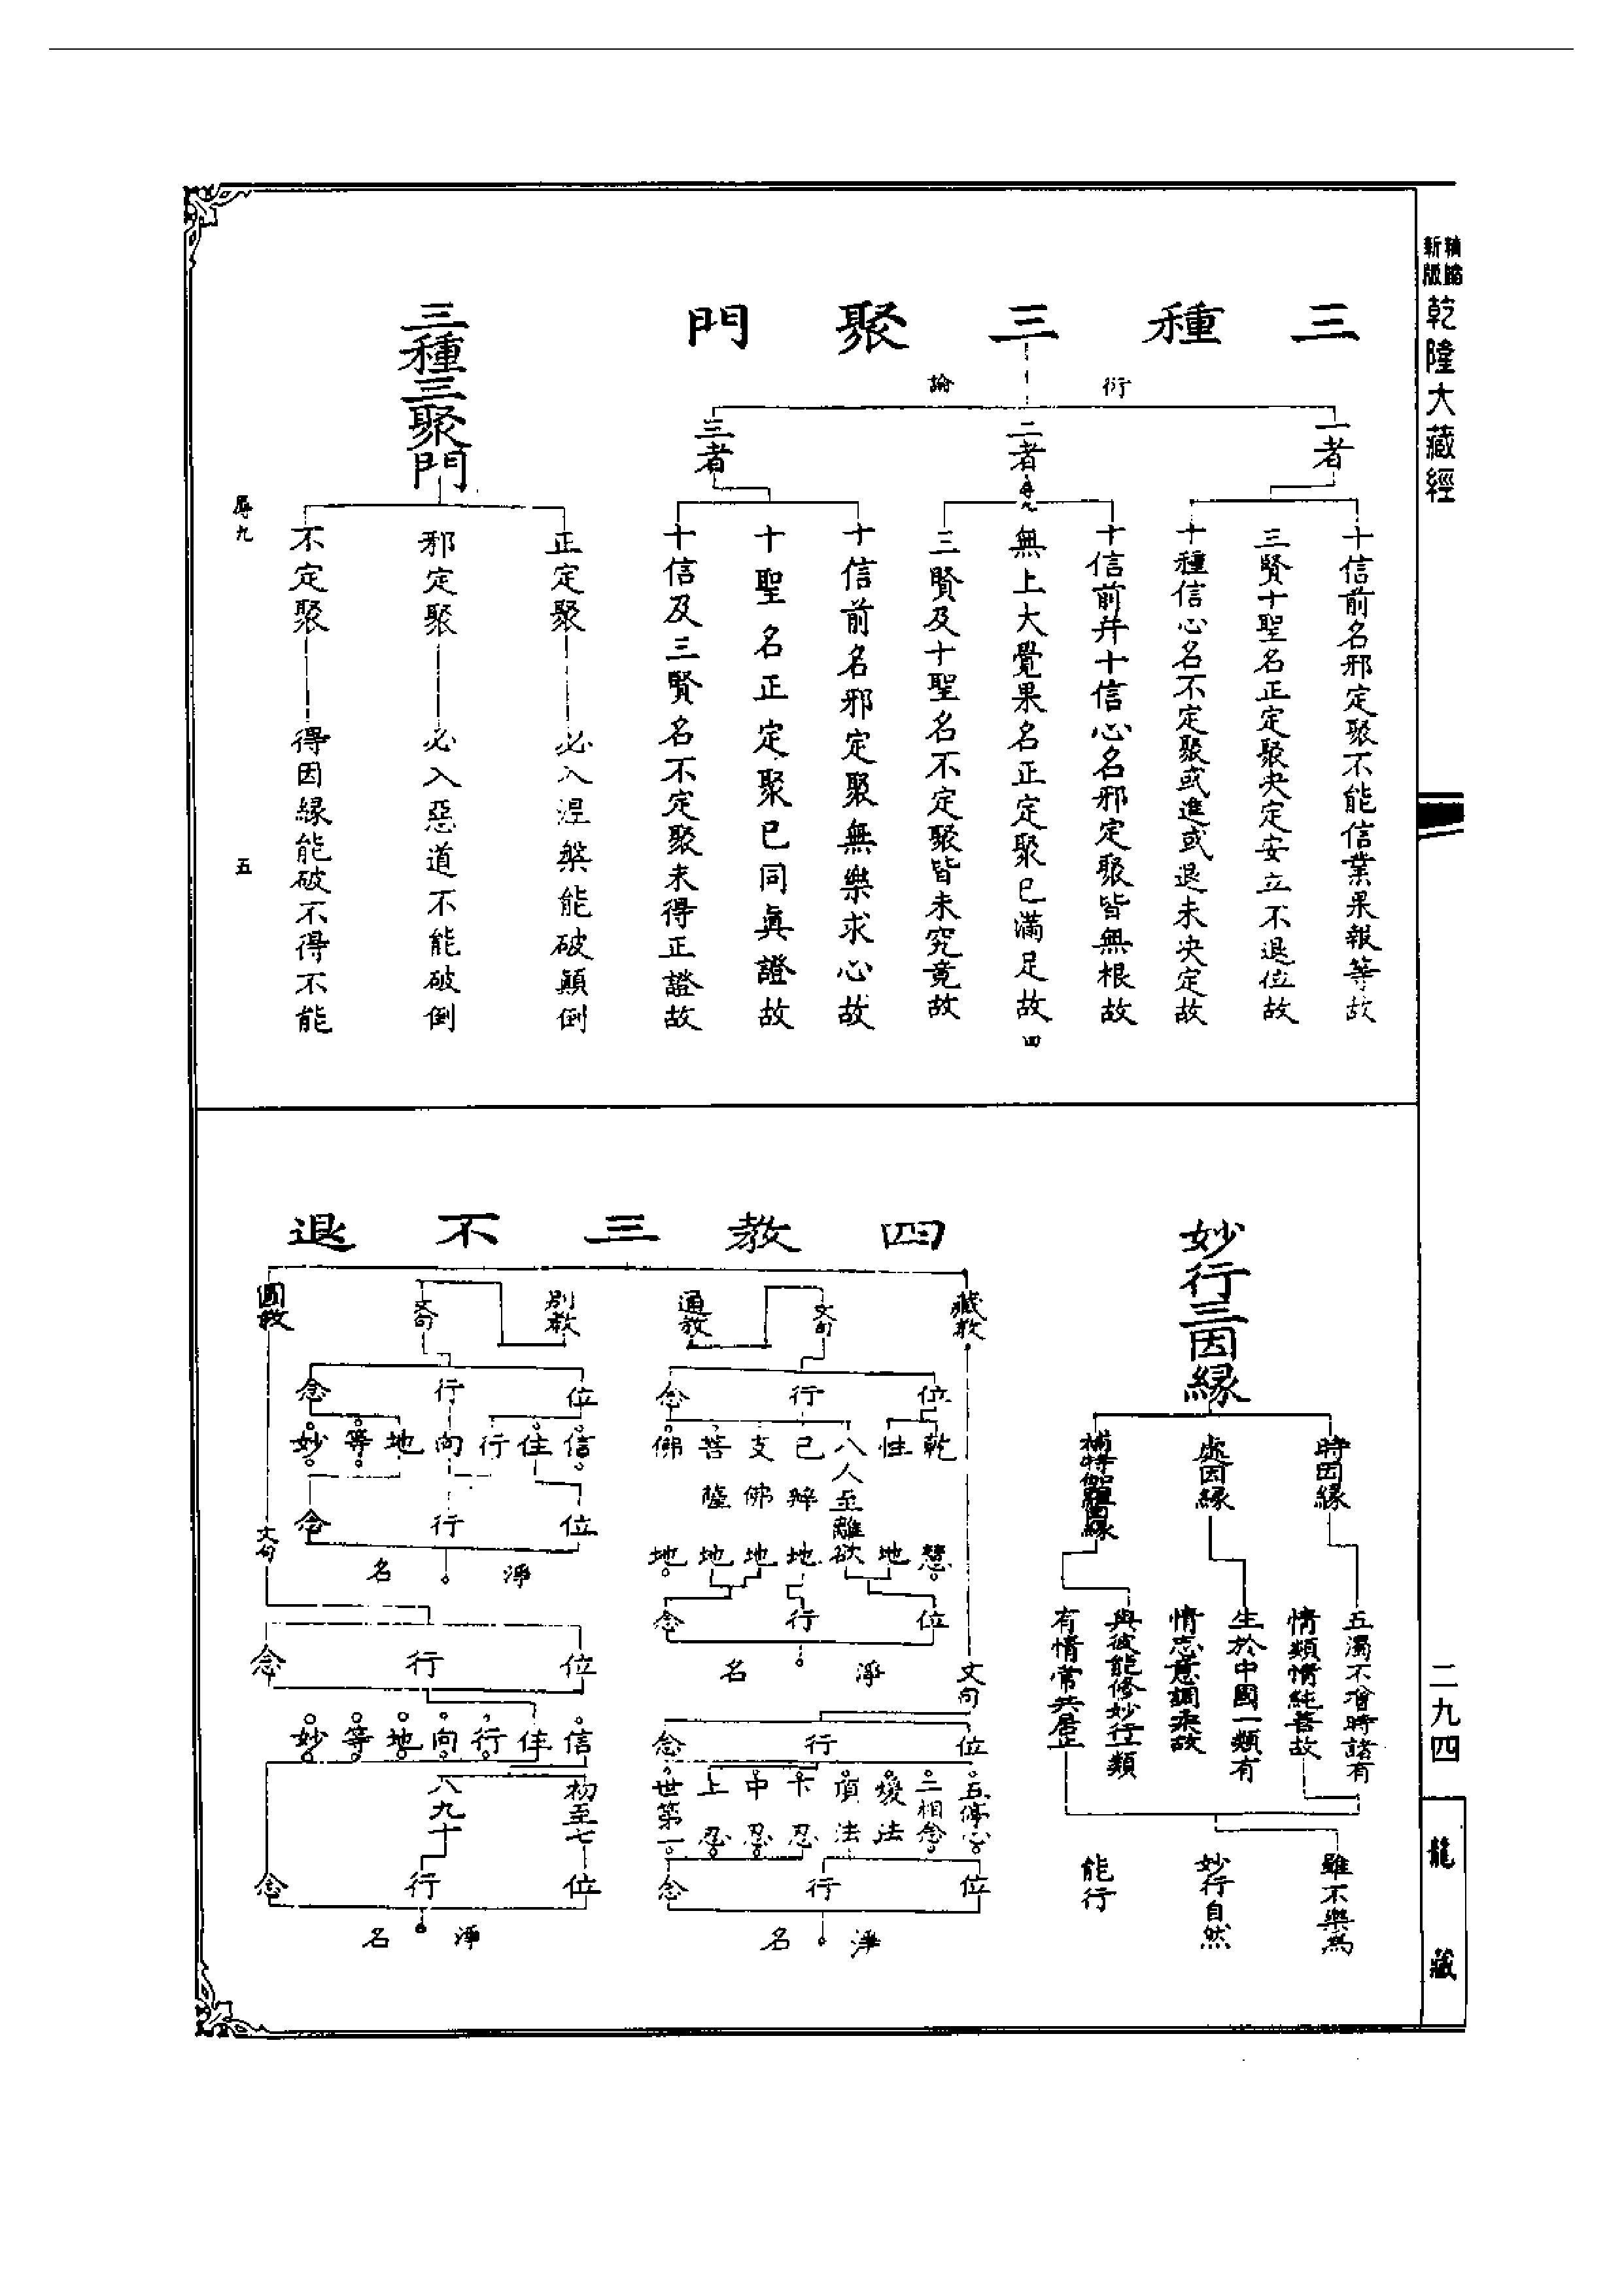 新版
乾隆大藏經
二九四
龍藏
三種三聚門
衍論
一者
十信前名邪定聚不能信業果報等故
三賢十聖名正定聚決定安立不退位故
十種信心名不定聚或進或退未決定故
二者
十信前并十信心名邪定聚皆無根故
無上大覺果名正定聚已滿足故
四
三賢及十聖名不定聚皆未究竟故
三者
十信前名邪定聚無樂求心故
十聖名正定聚已同真證故
十信及三賢名不定聚未得正證故
三種三聚門
正定聚
必入涅槃能破顛倒
邪定聚
必入惡道不能破倒
不定聚
得因緣能破不得不能
九
五
妙行三因緣
時因緣
五濁不增時諸有
情類情純善故
處因緣
生於中國一類有
情志意調柔故
補特伽羅因緣
與彼能修妙行類
有情常共居止
雖不樂為
妙行自然
能行
四教三不退
藏教
文句
位
行
念
五停心
二相念
煖法
頂法
下忍
中忍
上忍
世第一
位
行
念
淨名
通教
文句
位
行
念
乾慧
性地
八人至離欲
已辦地
支佛地
菩薩地
佛地
位
行
念
淨名
別教
文句
位
行
念
信
住
行
向
地
等
妙
位
行
念
淨名
圓教
文句
位
行
念
信
住
行
向
地
等
妙
初至七
八九十
位
行
念
淨名